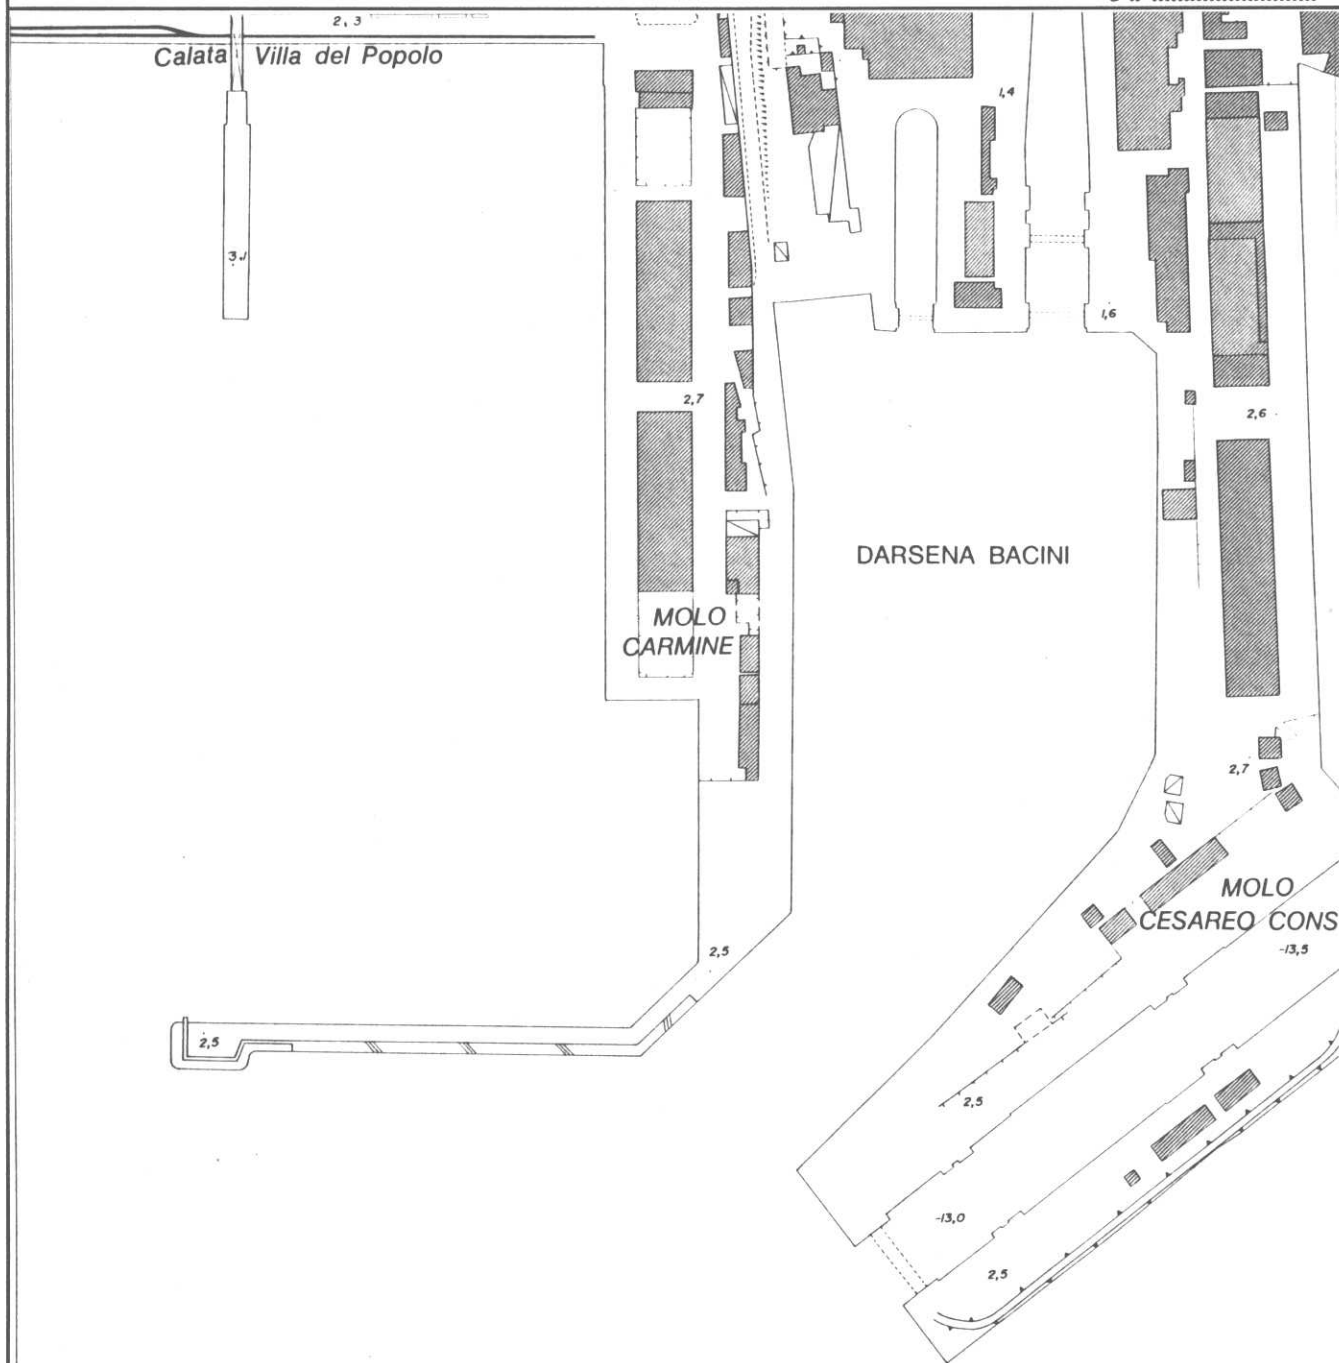 2,3
Calata Villa del Popolo
1,4
3,1
1,6
2,7
2,6
DARSENA BACINI
MOLO
CARMINE
2,7
MOLO
CESAREO CONS
-13,5
2,5
2,5
2,5
-13,0
2,5